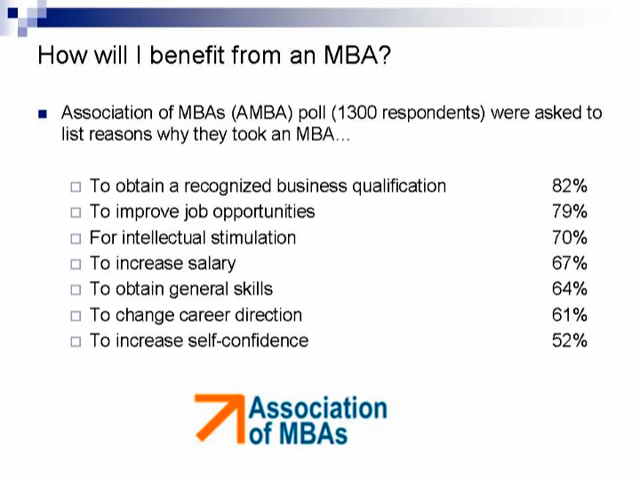 How will I benefit from an MBA?
Association of MBAs (AMBA) poll (1300 respondents) were asked to
list reasons why they took an MBA…
To obtain a recognized business qualification 82%
To improve job opportunities 79%
For intellectual stimulation 70%
To increase salary 67%
To obtain general skills 64%
To change career direction 61%
To increase self-confidence 52%
Association
of MBAs